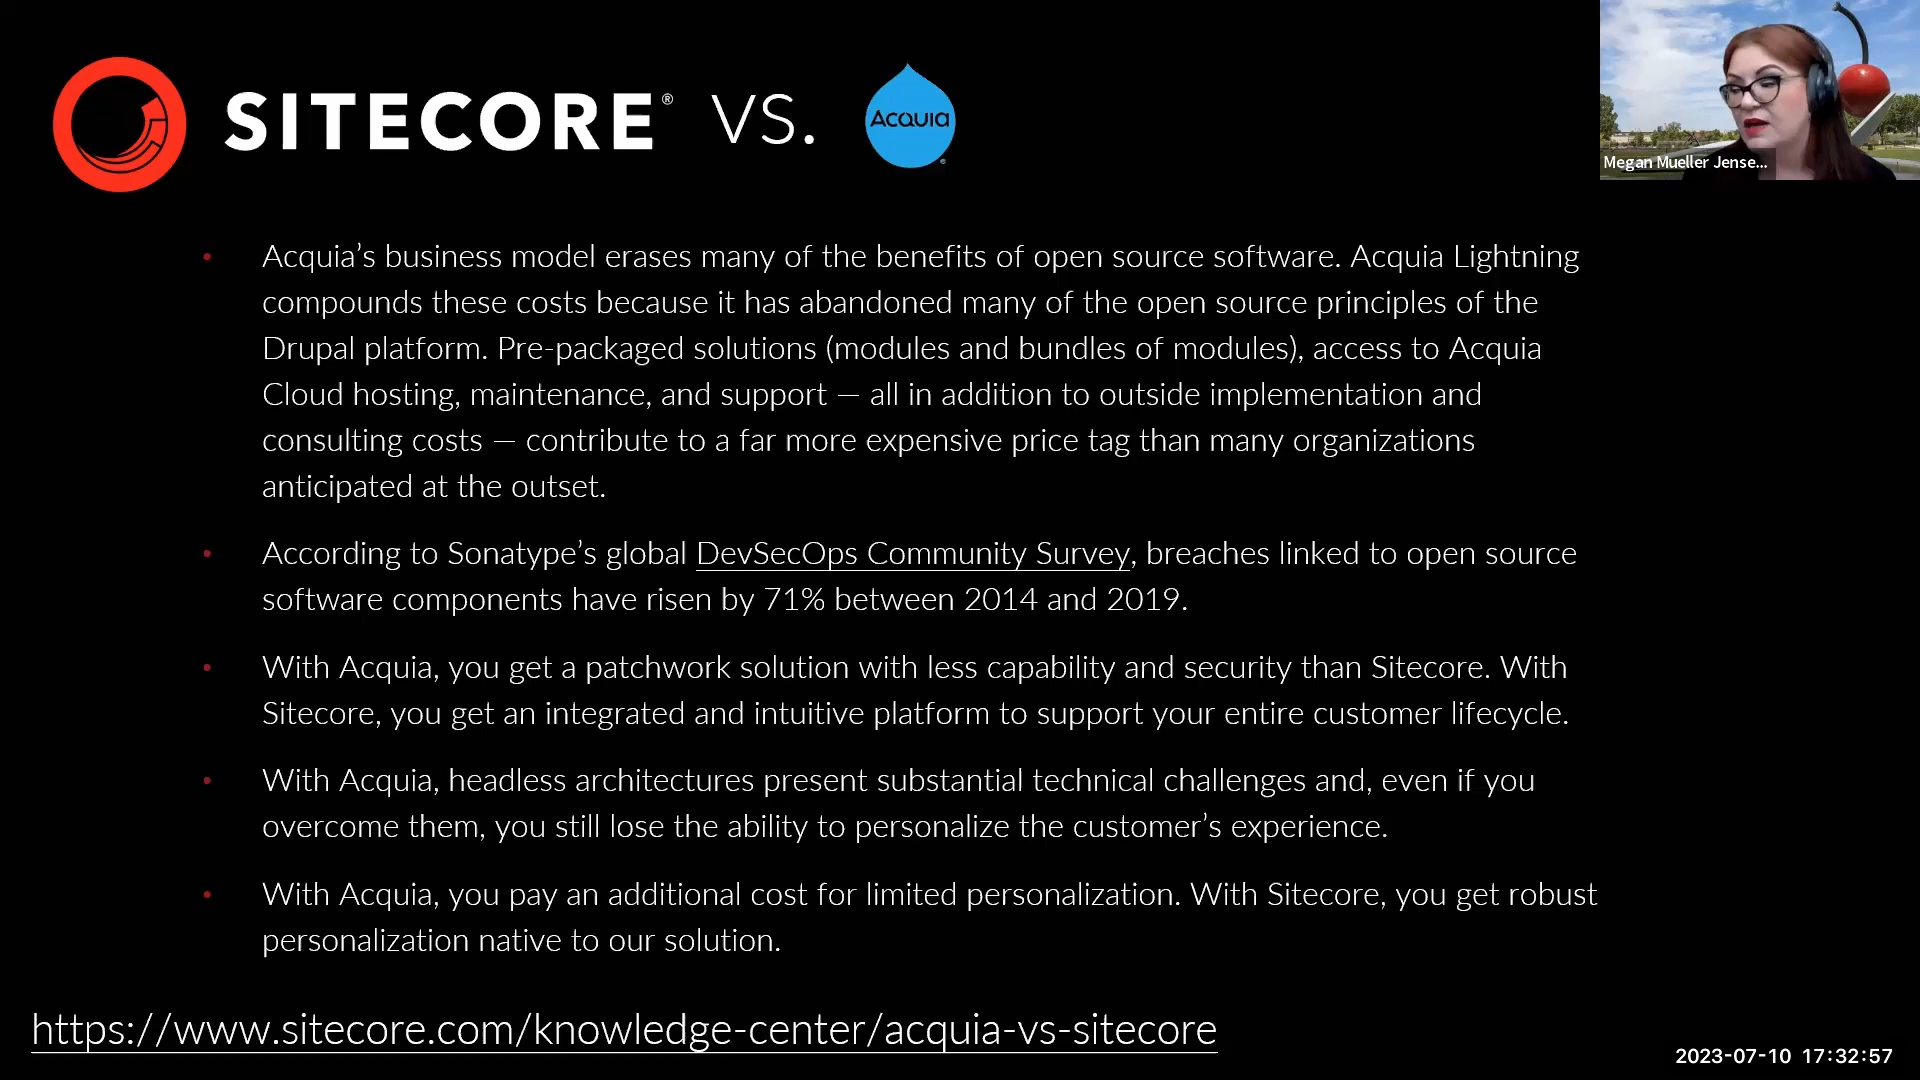 SITECORE® VS. Acquia®
Megan Mueller Jense...
• Acquia’s business model erases many of the benefits of open source software. Acquia Lightning
compounds these costs because it has abandoned many of the open source principles of the
Drupal platform. Pre-packaged solutions (modules and bundles of modules), access to Acquia
Cloud hosting, maintenance, and support — all in addition to outside implementation and
consulting costs — contribute to a far more expensive price tag than many organizations
anticipated at the outset.
• According to Sonatype’s global DevSecOps Community Survey, breaches linked to open source
software components have risen by 71% between 2014 and 2019.
• With Acquia, you get a patchwork solution with less capability and security than Sitecore. With
Sitecore, you get an integrated and intuitive platform to support your entire customer lifecycle.
• With Acquia, headless architectures present substantial technical challenges and, even if you
overcome them, you still lose the ability to personalize the customer’s experience.
• With Acquia, you pay an additional cost for limited personalization. With Sitecore, you get robust
personalization native to our solution.
https://www.sitecore.com/knowledge-center/acquia-vs-sitecore
2023-07-10 17:32:57